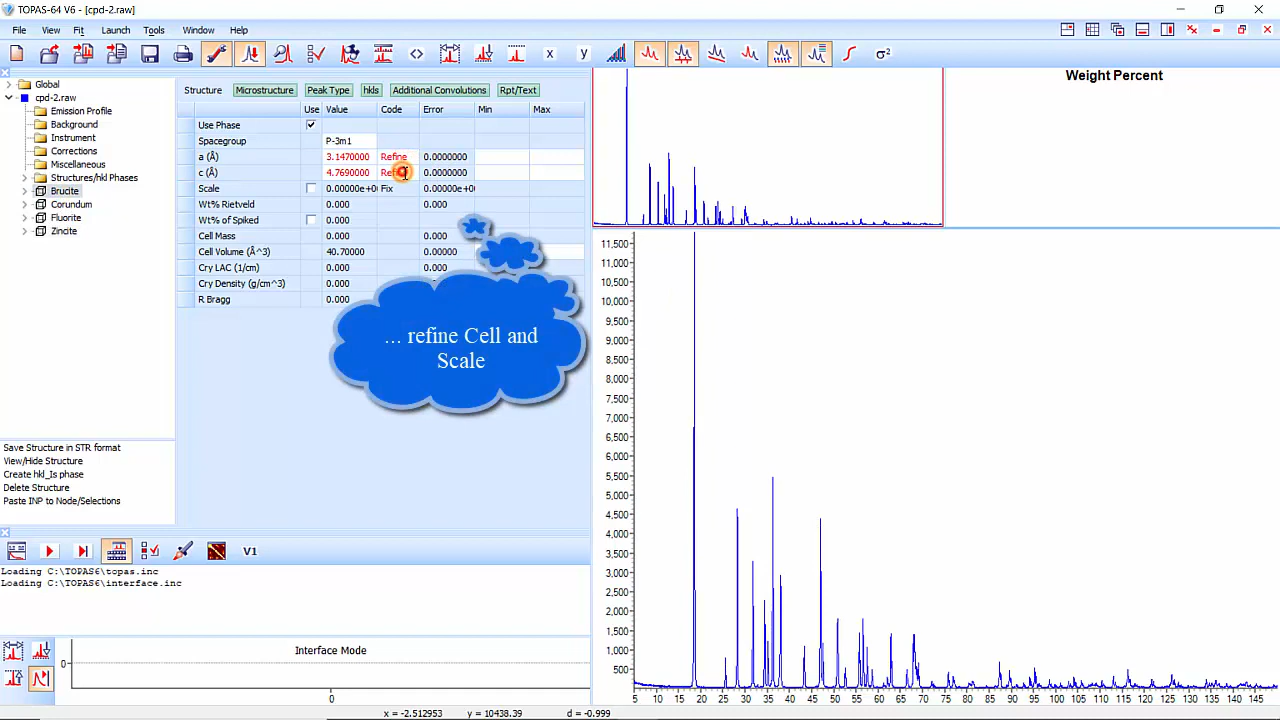 TOPAS-64 V6 - [cpd-2.raw]
File View Fit Launch Tools Window Help
Global
cpd-2.raw
Emission Profile
Background
Instrument
Corrections
Miscellaneous
Structures/hkl Phases
Brucite
Corundum
Fluorite
Zincite
Structure Microstructure Peak Type hkls Additional Convolutions Rpt/Text
Use Value Code Error Min Max
Use Phase
Spacegroup P-3m1
a (Å) 3.1470000 Refine 0.0000000
c (Å) 4.7690000 0.0000000
Scale 0.00000e+0 Fix 0.00000e+0
Wt% Rietveld 0.000 0.000
Wt% of Spiked 0.000
Cell Mass 0.000 0.000
Cell Volume (Å^3) 40.70000 0.00000
Cry LAC (1/cm) 0.000 0.000
Cry Density (g/cm^3) 0.000
R Bragg 0.000
... refine Cell and
Scale
Save Structure in STR format
View/Hide Structure
Create hkl_Is phase
Delete Structure
Paste INP to Node/Selections
V1
Loading C:\TOPAS6\topas.inc
Loading C:\TOPAS6\interface.inc
Interface Mode
0
0
Weight Percent
11,500
11,000
10,500
10,000
9,500
9,000
8,500
8,000
7,500
7,000
6,500
6,000
5,500
5,000
4,500
4,000
3,500
3,000
2,500
2,000
1,500
1,000
500
5 10 15 20 25 30 35 40 45 50 55 60 65 70 75 80 85 90 95 100 105 110 115 120 125 130 135 140 145
x = -2.512953 y = 10438.39 d = -0.999